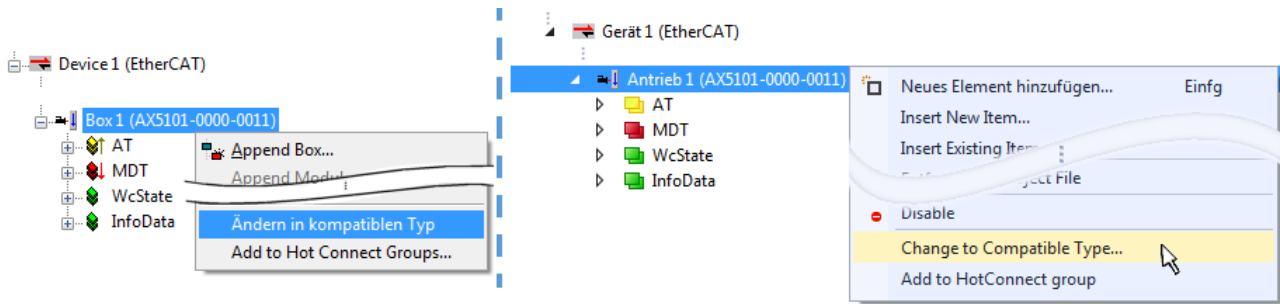 Device 1 (EtherCAT)
Box 1 (AX5101-0000-0011)
AT
MDT
WcState
InfoData
Append Box...
Append Modul
Ändern in kompatiblen Typ
Add to Hot Connect Groups...
Gerät 1 (EtherCAT)
Antrieb 1 (AX5101-0000-0011)
AT
MDT
WcState
InfoData
Neues Element hinzufügen... Einfg
Insert New Item...
Insert Existing Item
ject File
Disable
Change to Compatible Type...
Add to HotConnect group